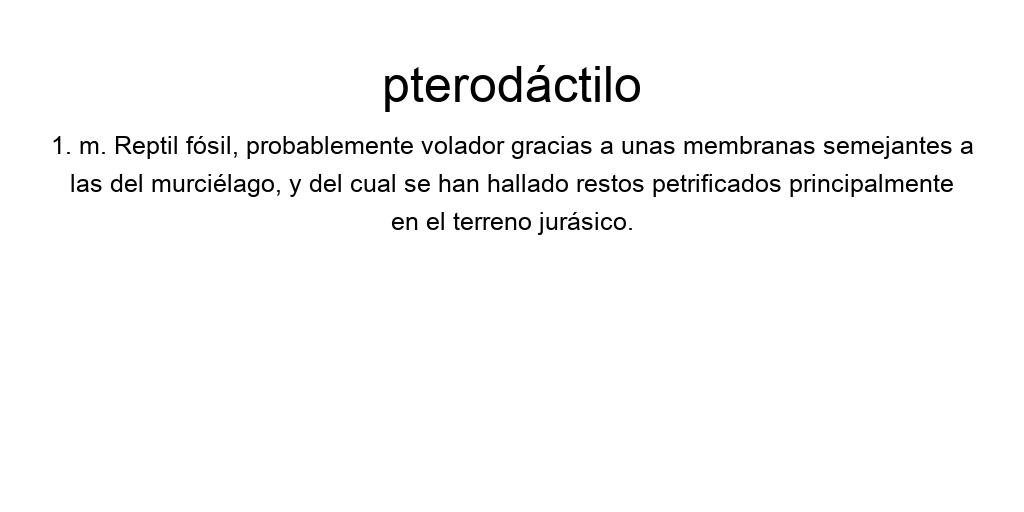 pterodáctilo
1. m. Reptil fósil, probablemente volador gracias a unas membranas semejantes a
las del murciélago, y del cual se han hallado restos petrificados principalmente
en el terreno jurásico.